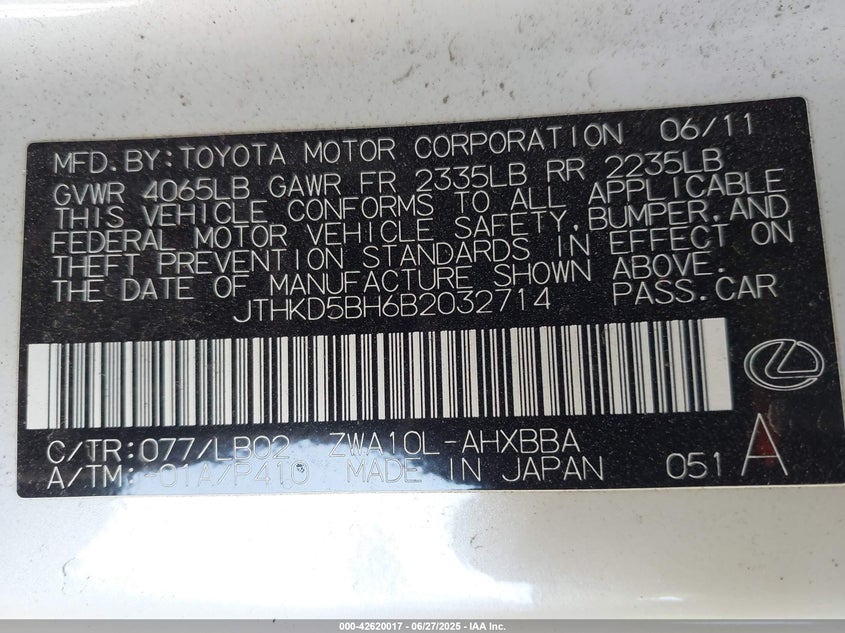 MFD.BY:TOYOTA MOTOR CORPORATION 06/11
GVWR 4065LB GAWR FR 2335LB RR 2235LB
THIS VEHICLE CONFORMS TO ALL APPLICABLE
FEDERAL MOTOR VEHICLE SAFETY,BUMPER,AND
THEFT PREVENTION STANDARDS IN EFFECT ON
THE DATE OF MANUFACTURE SHOWN ABOVE.
JTHKD5BH6B2032714 PASS.CAR
C/TR:077/LB02 ZWA10L-AHXBBA
A/TM:-01A/P410 MADE IN JAPAN 051 A
000-42620017 - 06/27/2025 - IAA Inc.